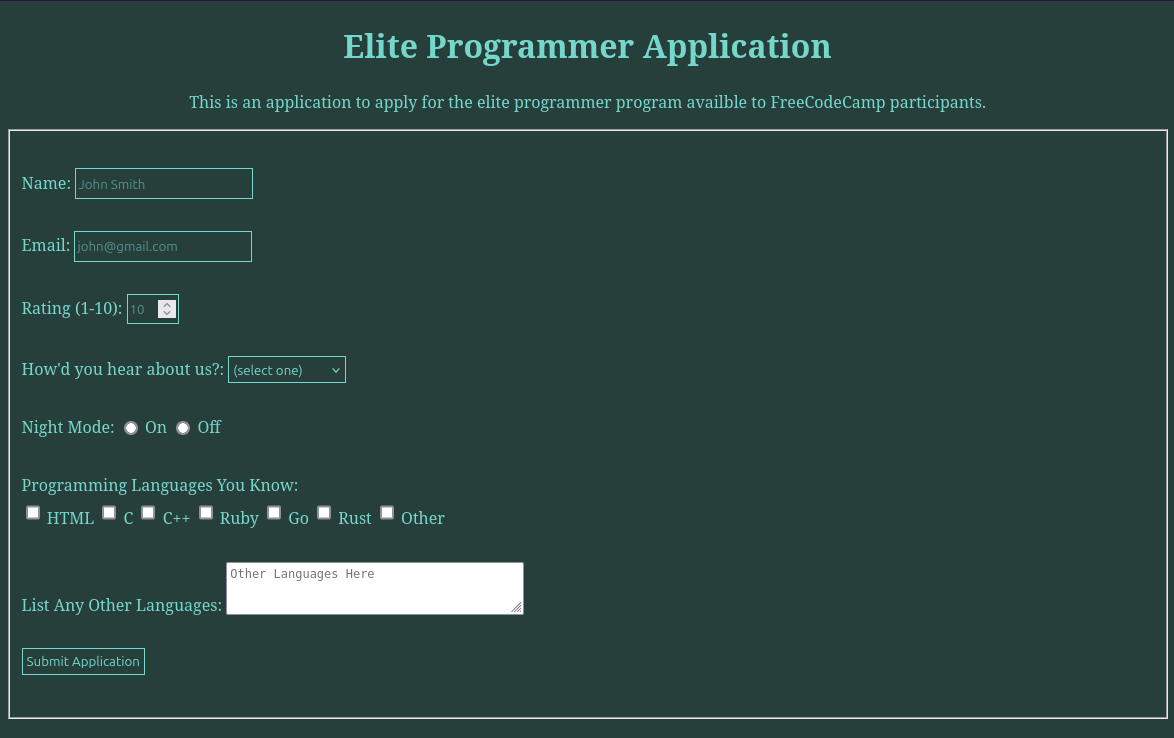 Elite Programmer Application
This is an application to apply for the elite programmer program availble to FreeCodeCamp participants.
Name: John Smith
Email: john@gmail.com
Rating (1-10): 10
How'd you hear about us?: (select one)
Night Mode: On Off
Programming Languages You Know:
HTML C C++ Ruby Go Rust Other
Other Languages Here
List Any Other Languages:
Submit Application